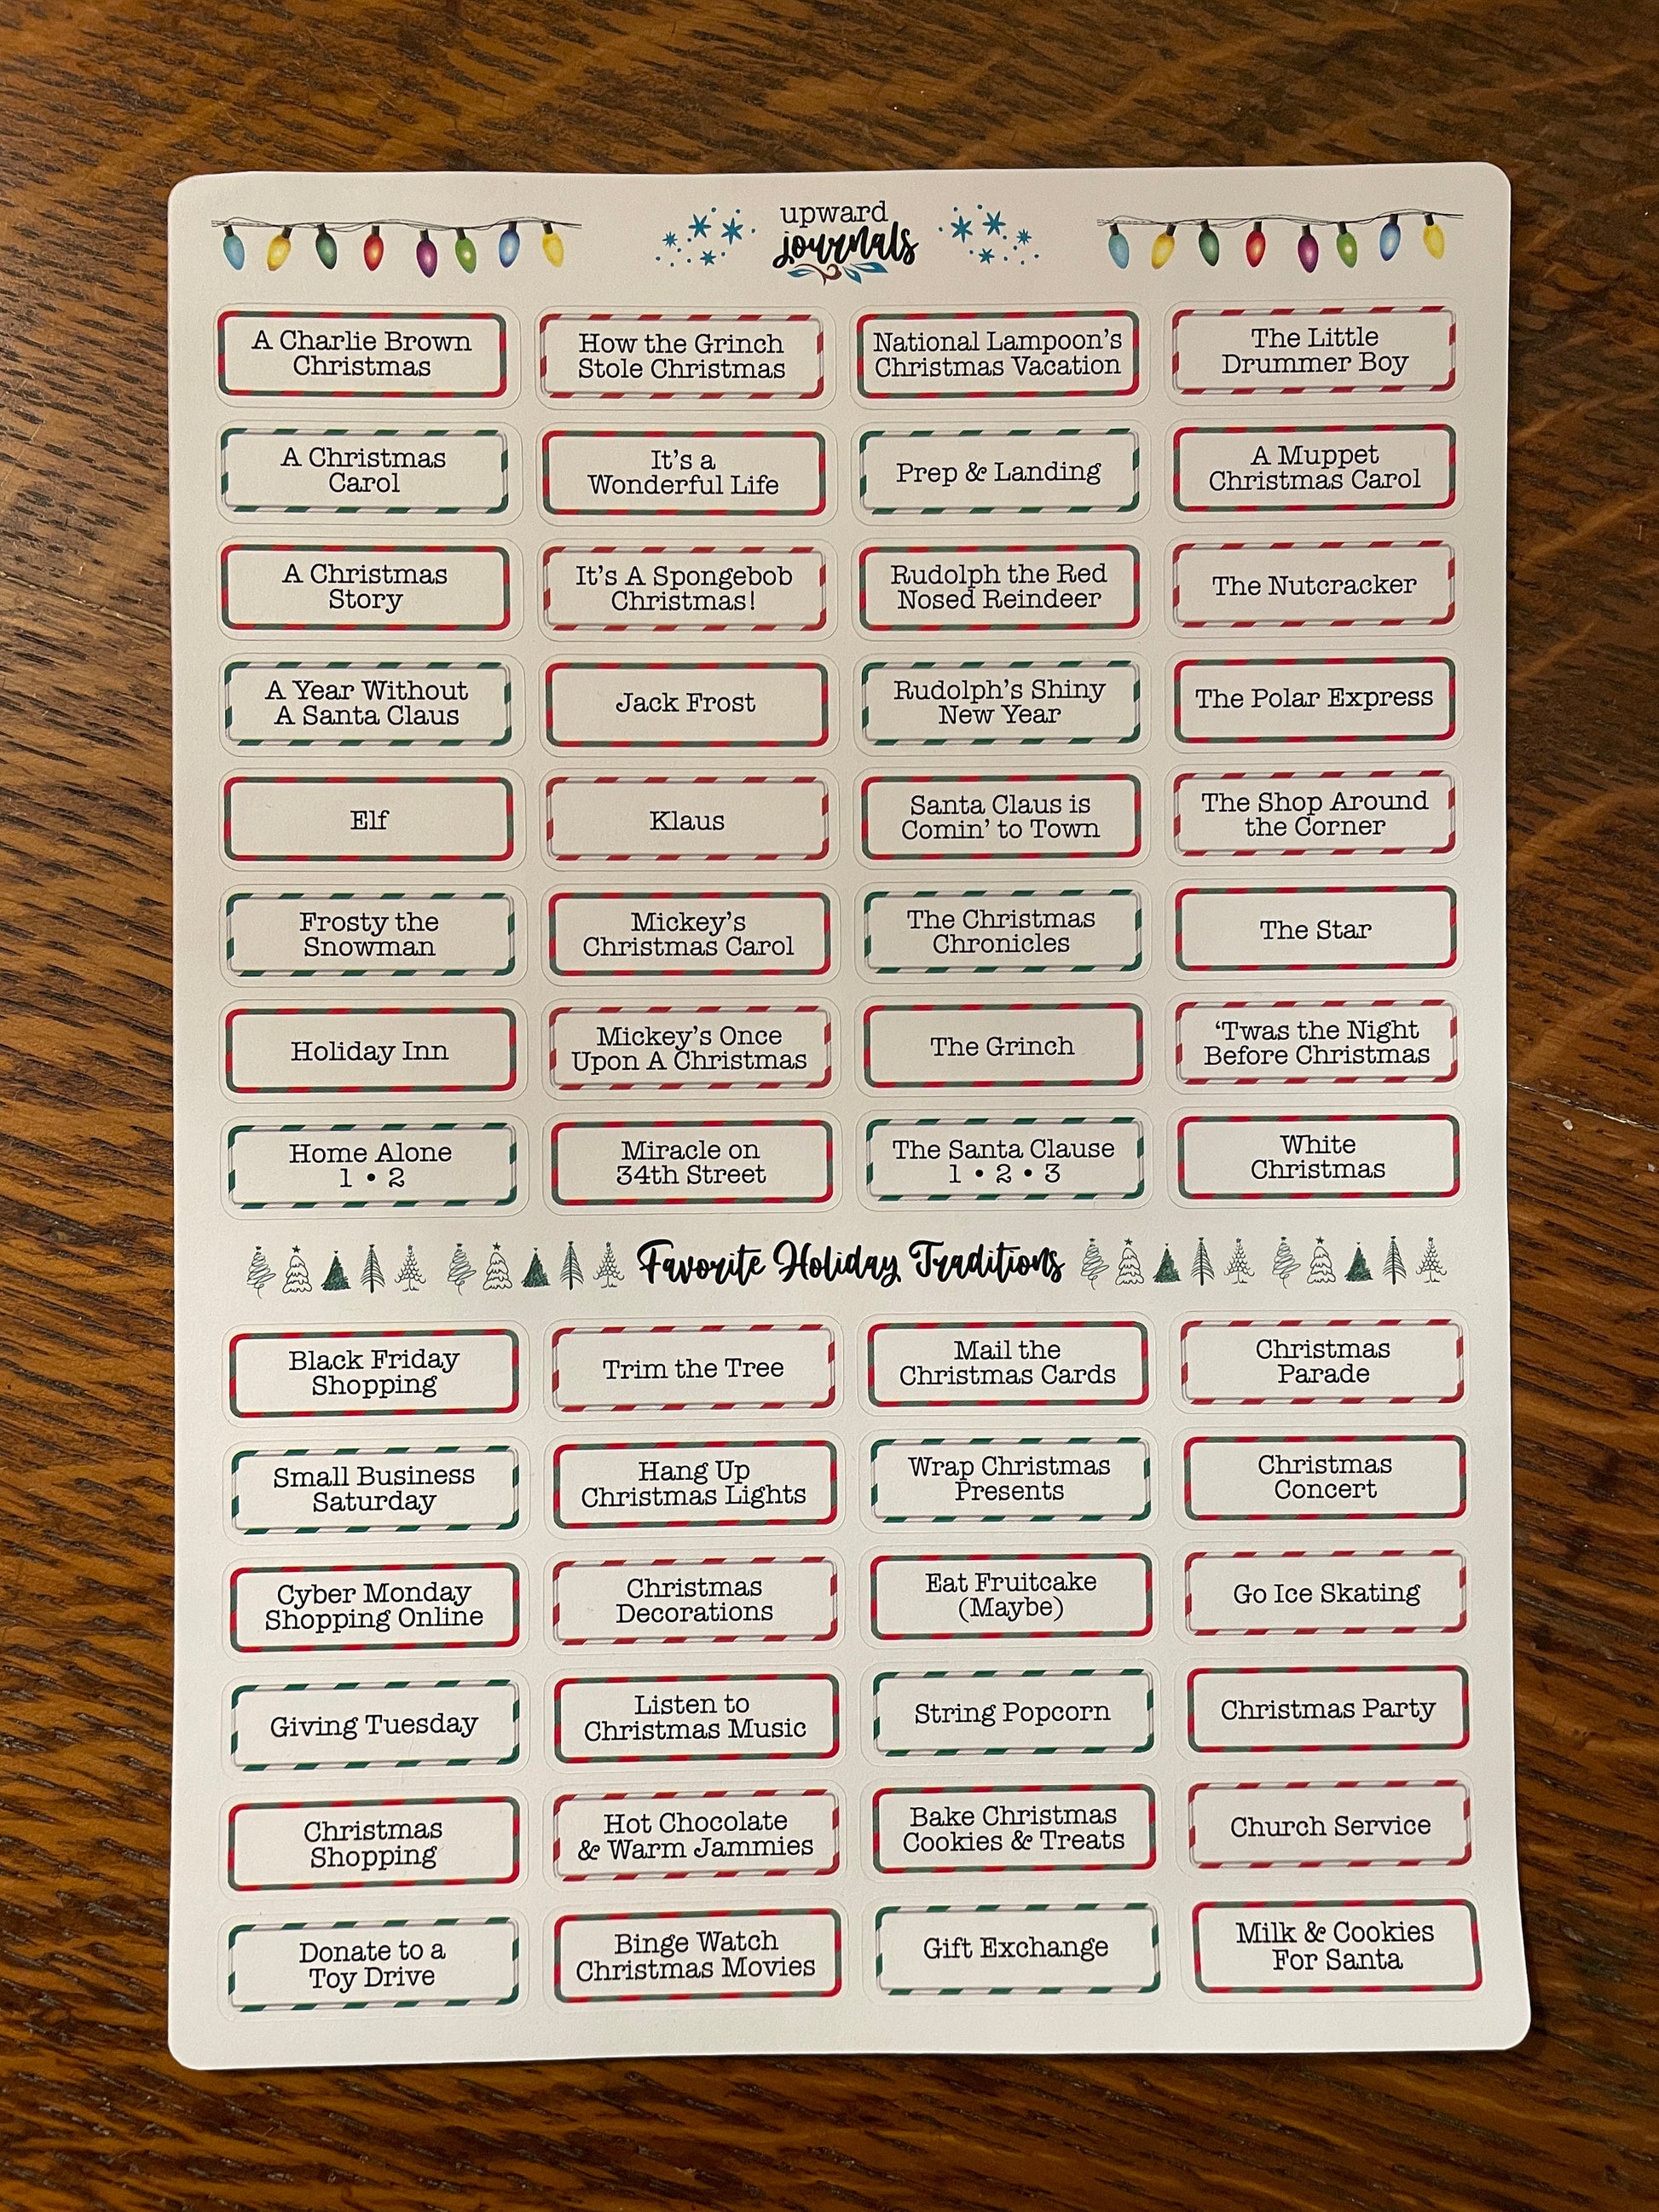 upward
journals
A Charlie Brown
Christmas
How the Grinch
Stole Christmas
National Lampoon's
Christmas Vacation
The Little
Drummer Boy
A Christmas
Carol
It's a
Wonderful Life
Prep & Landing
A Muppet
Christmas Carol
A Christmas
Story
It's A Spongebob
Christmas!
Rudolph the Red
Nosed Reindeer
The Nutcracker
A Year Without
A Santa Claus
Jack Frost
Rudolph's Shiny
New Year
The Polar Express
Elf
Klaus
Santa Claus is
Comin' to Town
The Shop Around
the Corner
Frosty the
Snowman
Mickey's
Christmas Carol
The Christmas
Chronicles
The Star
Holiday Inn
Mickey's Once
Upon A Christmas
The Grinch
‘Twas the Night
Before Christmas
Home Alone
1 • 2
Miracle on
34th Street
The Santa Clause
1 • 2 • 3
White
Christmas
Favorite Holiday Traditions
Black Friday
Shopping
Trim the Tree
Mail the
Christmas Cards
Christmas
Parade
Small Business
Saturday
Hang Up
Christmas Lights
Wrap Christmas
Presents
Christmas
Concert
Cyber Monday
Shopping Online
Christmas
Decorations
Eat Fruitcake
(Maybe)
Go Ice Skating
Giving Tuesday
Listen to
Christmas Music
String Popcorn
Christmas Party
Christmas
Shopping
Hot Chocolate
& Warm Jammies
Bake Christmas
Cookies & Treats
Church Service
Donate to a
Toy Drive
Binge Watch
Christmas Movies
Gift Exchange
Milk & Cookies
For Santa